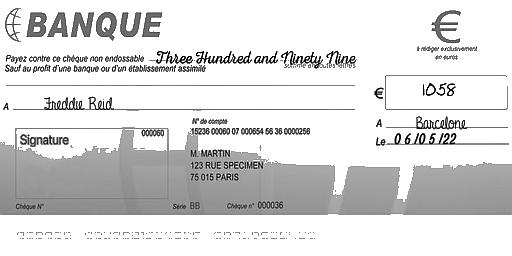 BANQUE
€
à rédiger exclusivement
en euros
Payez contre ce chèque non endossable Three Hundred and Ninety Nine
Sauf au profit d'une banque ou d'un établissement assimilé
somme en toutes lettres
€ 1058
A Freddie Reid
N° de compte
A Barcelone
000060 15236 00060 07 000654 56 36 0000256
Signature
Le 06/05/22
M. MARTIN
123 RUE SPECIMEN
75 015 PARIS
Chèque N° Série BB Chèque n° 000036